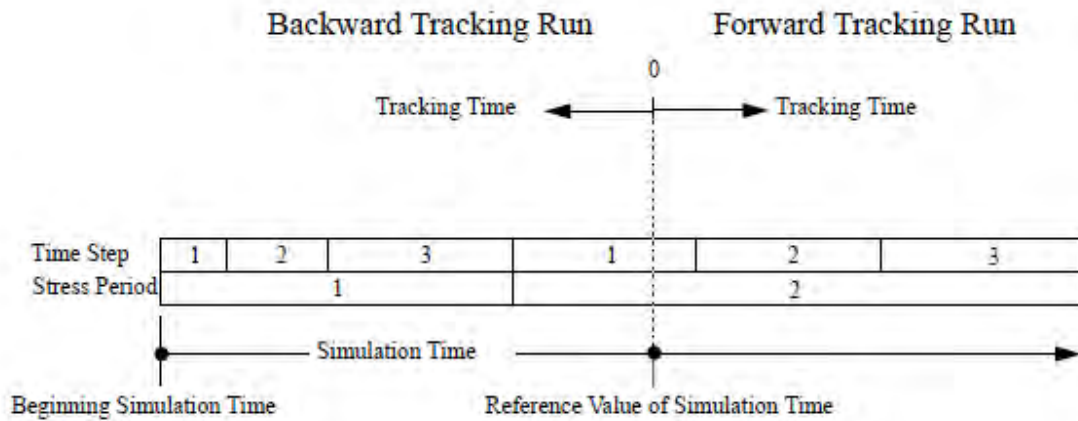 Backward Tracking Run Forward Tracking Run
0
Tracking Time Tracking Time
Time Step 1 2 3 1 2 3
Stress Period 1 2
Simulation Time
Beginning Simulation Time Reference Value of Simulation Time